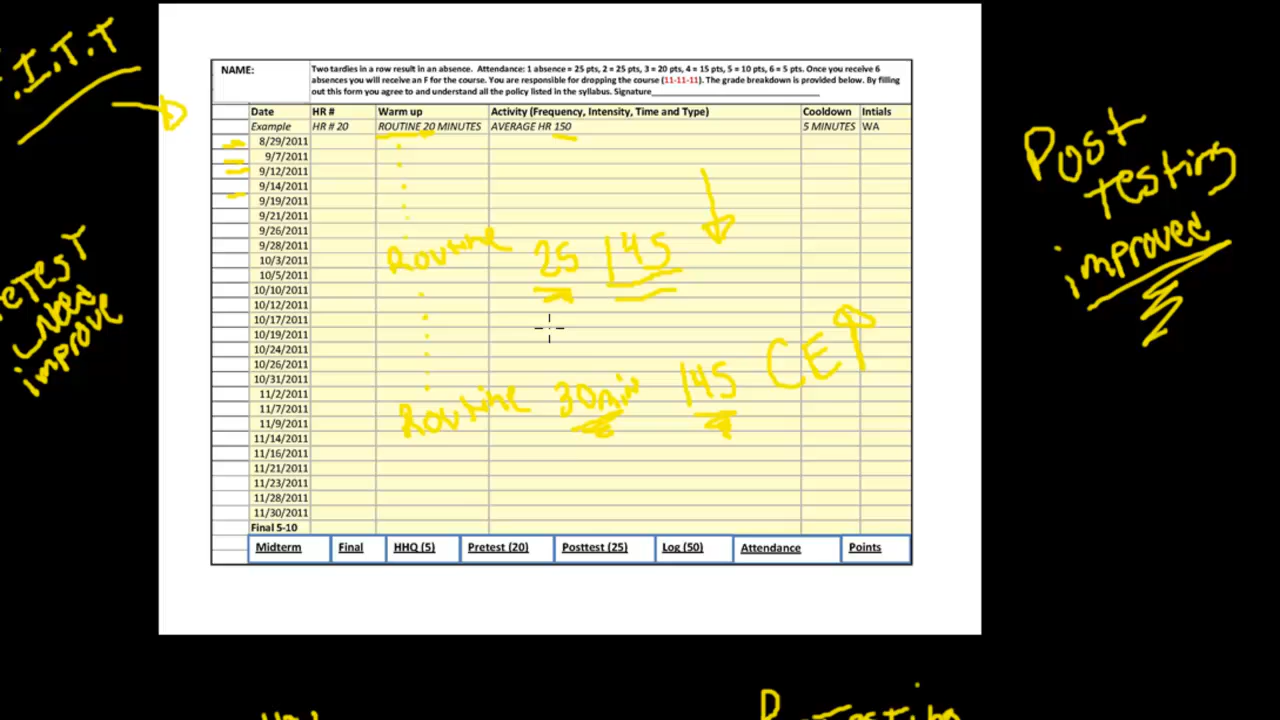 .I.T.T
NAME:
Two tardies in a row result in an absence. Attendance: 1 absence = 25 pts, 2 = 25 pts, 3 = 20 pts, 4 = 15 pts, 5 = 10 pts, 6 = 5 pts. Once you receive 6
absences you will receive an F for the course. You are responsible for dropping the course (11-11-11). The grade breakdown is provided below. By filling
out this form you agree to and understand all the policy listed in the syllabus. Signature
Date HR # Warm up Activity (Frequency, Intensity, Time and Type) Cooldown Intials
Example HR # 20 ROUTINE 20 MINUTES AVERAGE HR 150 5 MINUTES WA
8/29/2011
9/7/2011
9/12/2011
9/14/2011
9/19/2011
9/21/2011
9/26/2011
9/28/2011
10/3/2011
10/5/2011
10/10/2011
10/12/2011
10/17/2011
10/19/2011
10/24/2011
10/26/2011
10/31/2011
11/2/2011
11/7/2011
11/9/2011
11/14/2011
11/16/2011
11/21/2011
11/23/2011
11/28/2011
11/30/2011
Final 5-10
Midterm Final HHQ (5) Pretest (20) Posttest (25) Log (50) Attendance Points
Routine 25 145
Routine 30min 145 CE
eTEST
Need
improve
Post
testing
improved